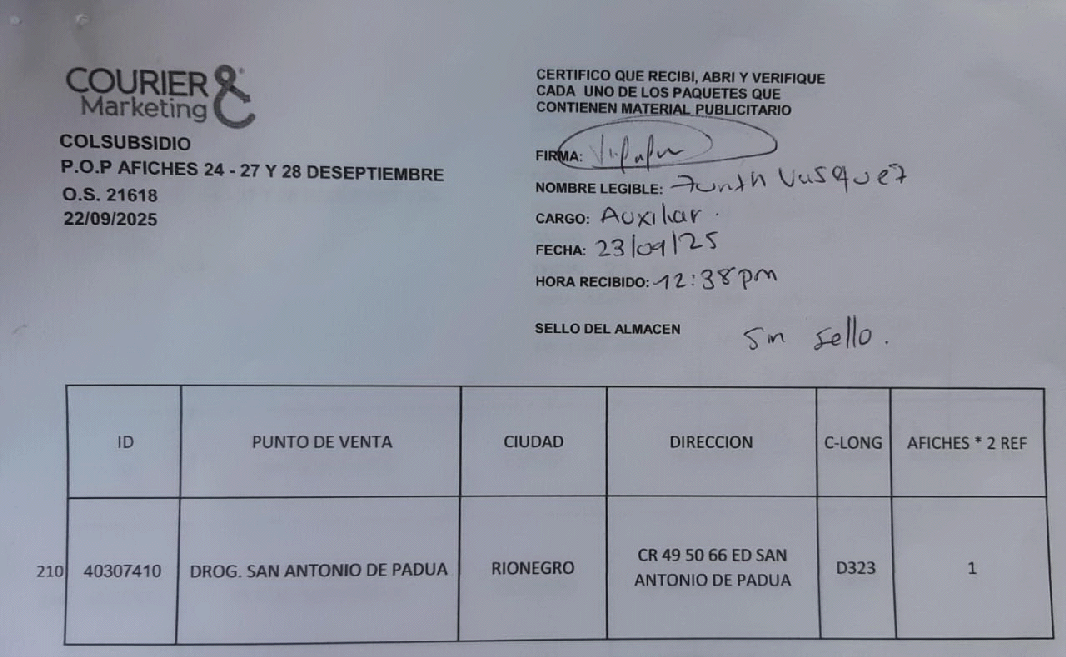 COURIER
Marketing
COLSUBSIDIO
P.O.P AFICHES 24 - 27 Y 28 DESEPTIEMBRE
O.S. 21618
22/09/2025
CERTIFICO QUE RECIBI, ABRI Y VERIFIQUE
CADA UNO DE LOS PAQUETES QUE
CONTIENEN MATERIAL PUBLICITARIO
FIRMA:
NOMBRE LEGIBLE: Vasquez
CARGO: Auxiliar.
FECHA: 23/09/25
HORA RECIBIDO: 12:38pm
SELLO DEL ALMACEN sin sello.
ID PUNTO DE VENTA CIUDAD DIRECCION C-LONG AFICHES * 2 REF
210 40307410 DROG. SAN ANTONIO DE PADUA RIONEGRO CR 49 50 66 ED SAN ANTONIO DE PADUA D323 1